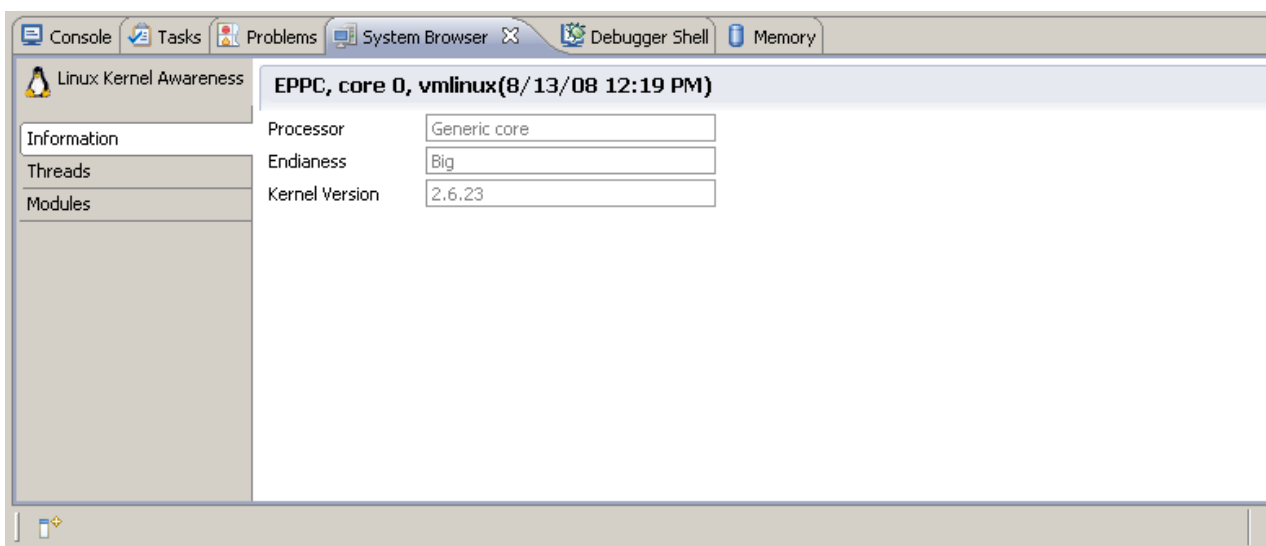 Console Tasks Problems System Browser Debugger Shell Memory
Linux Kernel Awareness
EPPC, core 0, vmlinux(8/13/08 12:19 PM)
Information
Threads
Modules
Processor Generic core
Endianess Big
Kernel Version 2.6.23